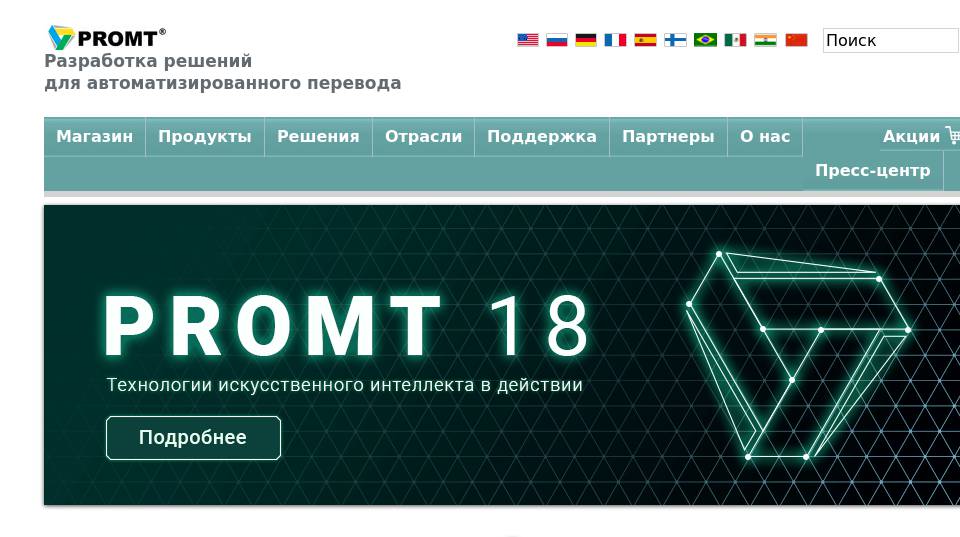 PROMT®
Разработка решений
для автоматизированного перевода
Поиск
Магазин Продукты Решения Отрасли Поддержка Партнеры О нас Акции
Пресс-центр
PROMT 18
Технологии искусственного интеллекта в действии
Подробнее